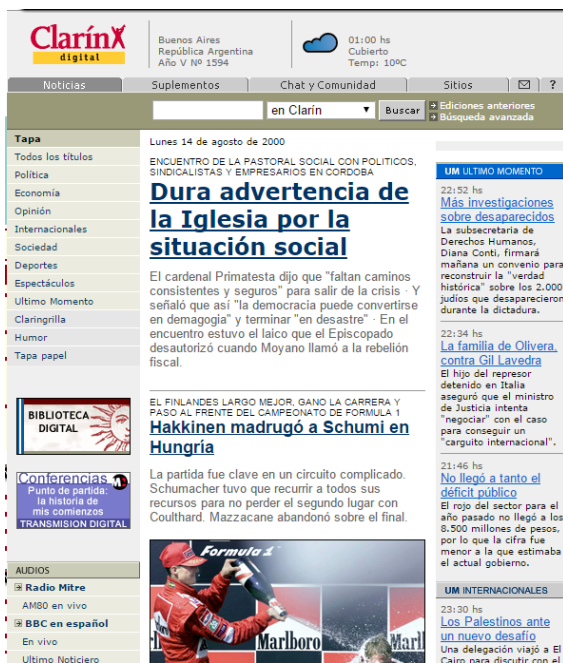 Clarín X
digital
Buenos Aires
República Argentina
Año V Nº 1594
01:00 hs
Cubierto
Temp: 10ºC
Noticias
Suplementos
Chat y Comunidad
Sitios
?
en Clarín
Buscar
Ediciones anteriores
Búsqueda avanzada
Tapa
Todos los títulos
Política
Economía
Opinión
Internacionales
Sociedad
Deportes
Espectáculos
Ultimo Momento
Claringrilla
Humor
Tapa papel
BIBLIOTECA
DIGITAL
Conferencias
Punto de partida:
la historia de
mis comienzos
TRANSMISION DIGITAL
AUDIOS
Radio Mitre
AM80 en vivo
BBC en español
En vivo
Ultimo Noticiero
Lunes 14 de agosto de 2000
ENCUENTRO DE LA PASTORAL SOCIAL CON POLITICOS,
SINDICALISTAS Y EMPRESARIOS EN CORDOBA
Dura advertencia de
la Iglesia por la
situación social
El cardenal Primatesta dijo que "faltan caminos
consistentes y seguros" para salir de la crisis · Y
señaló que así "la democracia puede convertirse
en demagogia" y terminar "en desastre" · En el
encuentro estuvo el laico que el Episcopado
desautorizó cuando Moyano llamó a la rebelión
fiscal.
EL FINLANDES LARGO MEJOR, GANO LA CARRERA Y
PASO AL FRENTE DEL CAMPEONATO DE FORMULA 1
Hakkinen madrugó a Schumi en
Hungría
La partida fue clave en un circuito complicado.
Schumacher tuvo que recurrir a todos sus
recursos para no perder el segundo lugar con
Coulthard. Mazzacane abandonó sobre el final.
Formula 1
Marlboro
Marl
UM ULTIMO MOMENTO
22:52 hs
Más investigaciones
sobre desaparecidos
La subsecretaria de
Derechos Humanos,
Diana Conti, firmará
mañana un convenio para
reconstruir la "verdad
histórica" sobre los 2.000
judíos que desaparecieron
durante la dictadura.
22:34 hs
La familia de Olivera,
contra Gil Lavedra
El hijo del represor
detenido en Italia
aseguró que el ministro
de Justicia intenta
"negociar" con el caso
para conseguir un
"carguito internacional".
21:46 hs
No llegó a tanto el
déficit público
El rojo del sector para el
año pasado no llegó a los
8.500 millones de pesos,
por lo que la cifra fue
menor a la que estimaba
el actual gobierno.
UM INTERNACIONALES
23:30 hs
Los Palestinos ante
un nuevo desafío
Una delegación viajó a El
Cairo para discutir con el